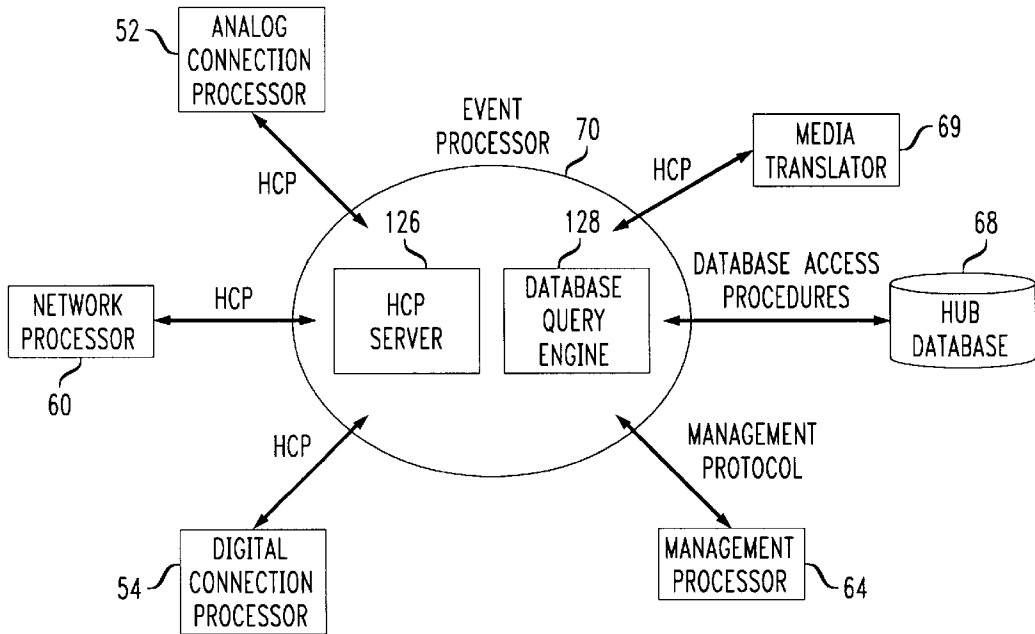 52
ANALOG
CONNECTION
PROCESSOR
EVENT
PROCESSOR
70
MEDIA
TRANSLATOR
69
HCP
HCP
126
128
68
HCP
SERVER
DATABASE
QUERY
ENGINE
DATABASE ACCESS
PROCEDURES
HUB
DATABASE
NETWORK
PROCESSOR
60
HCP
HCP
MANAGEMENT
PROTOCOL
54
DIGITAL
CONNECTION
PROCESSOR
MANAGEMENT
PROCESSOR
64